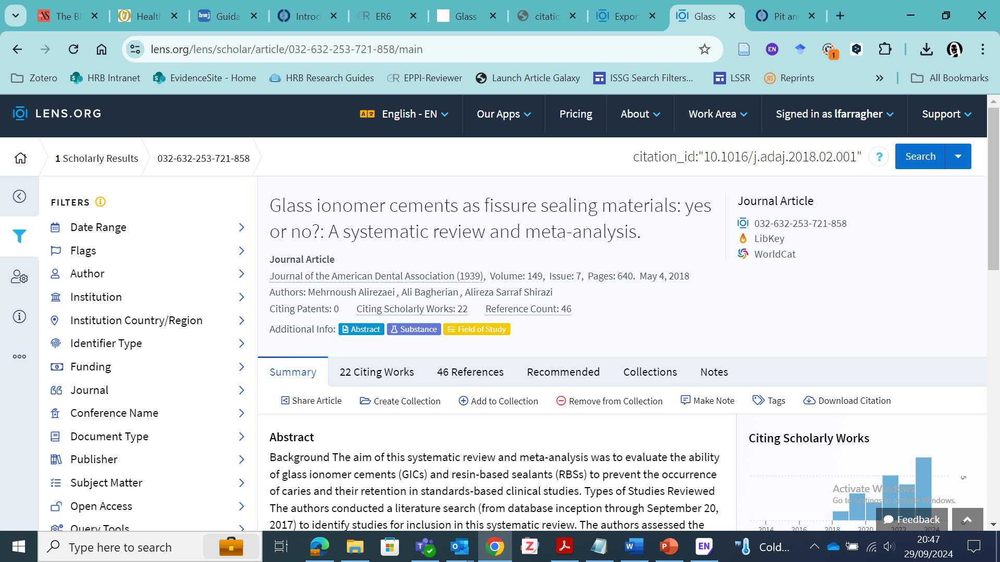 The B
Healt
Guida
Introd
ER6
Glass
citatio
Expor
Glass
Pit an
lens.org/lens/scholar/article/032-632-253-721-858/main
EN
1
Zotero
HRB Intranet
EvidenceSite - Home
HRB Research Guides
EPPI-Reviewer
Launch Article Galaxy
ISSG Search Filters...
LSSR
Reprints
All Bookmarks
LENS.ORG
English - EN
Our Apps
Pricing
About
Work Area
Signed in as lfarragher
Support
1 Scholarly Results
032-632-253-721-858
citation_id:"10.1016/j.adaj.2018.02.001"
?
Search
FILTERS
Date Range
Flags
Author
Institution
Institution Country/Region
Identifier Type
Funding
Journal
Conference Name
Document Type
Publisher
Subject Matter
Open Access
Query Tools
Glass ionomer cements as fissure sealing materials: yes
or no?: A systematic review and meta-analysis.
Journal Article
Journal of the American Dental Association (1939), Volume: 149, Issue: 7, Pages: 640. May 4, 2018
Authors: Mehrnoush Alirezaei, Ali Bagherian, Alireza Sarraf Shirazi
Citing Patents: 0 Citing Scholarly Works: 22 Reference Count: 46
Additional Info: Abstract Substance Field of Study
Journal Article
032-632-253-721-858
LibKey
WorldCat
Summary
22 Citing Works
46 References
Recommended
Collections
Notes
Share Article
Create Collection
Add to Collection
Remove from Collection
Make Note
Tags
Download Citation
Abstract
Background The aim of this systematic review and meta-analysis was to evaluate the ability
of glass ionomer cements (GICs) and resin-based sealants (RBSs) to prevent the occurrence
of caries and their retention in standards-based clinical studies. Types of Studies Reviewed
The authors conducted a literature search (from database inception through September 20,
2017) to identify studies for inclusion in this systematic review. The authors assessed the
Citing Scholarly Works
5
Activate Windows
Go to Settings to activate Windows.
2014 2016 2018 2020 2022 2024
Feedback
Type here to search
EN
Cold...
20:47
29/09/2024